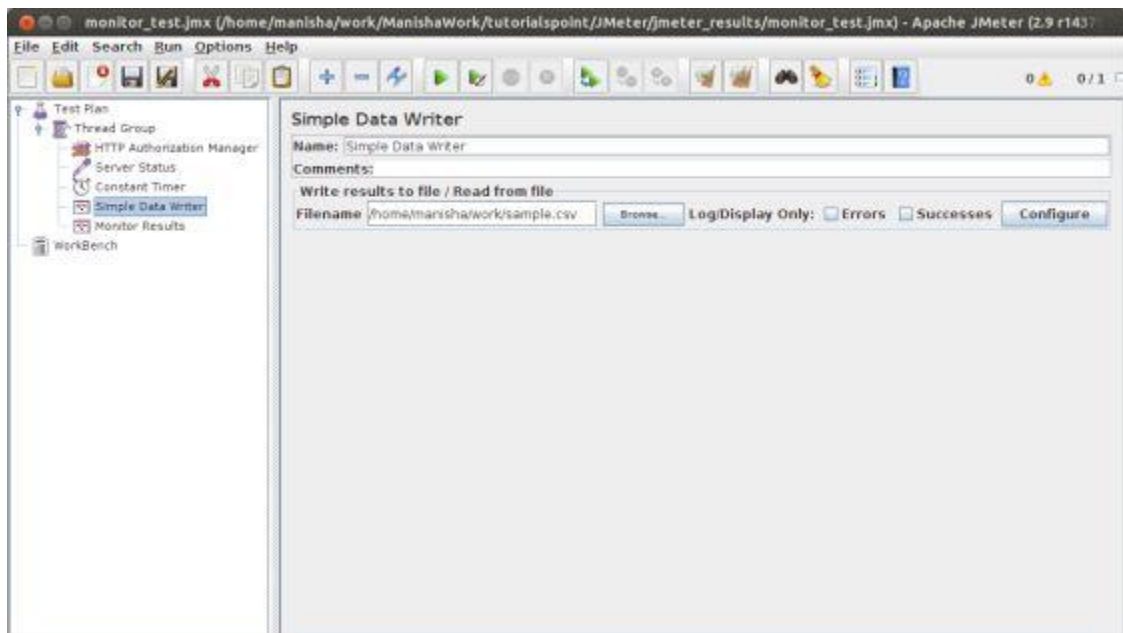 monitor_test.jmx (/home/manisha/work/ManishaWork/tutorialspoint/JMeter/jmeter_results/monitor_test.jmx) - Apache JMeter (2.9 r1437
File Edit Search Run Options Help
0 0/1
Test Plan
Thread Group
HTTP Authorization Manager
Server Status
Constant Timer
Simple Data Writer
Monitor Results
WorkBench
Simple Data Writer
Name: Simple Data Writer
Comments:
Write results to file / Read from file
Filename /home/manisha/work/sample.csv Browse... Log/Display Only: Errors Successes Configure